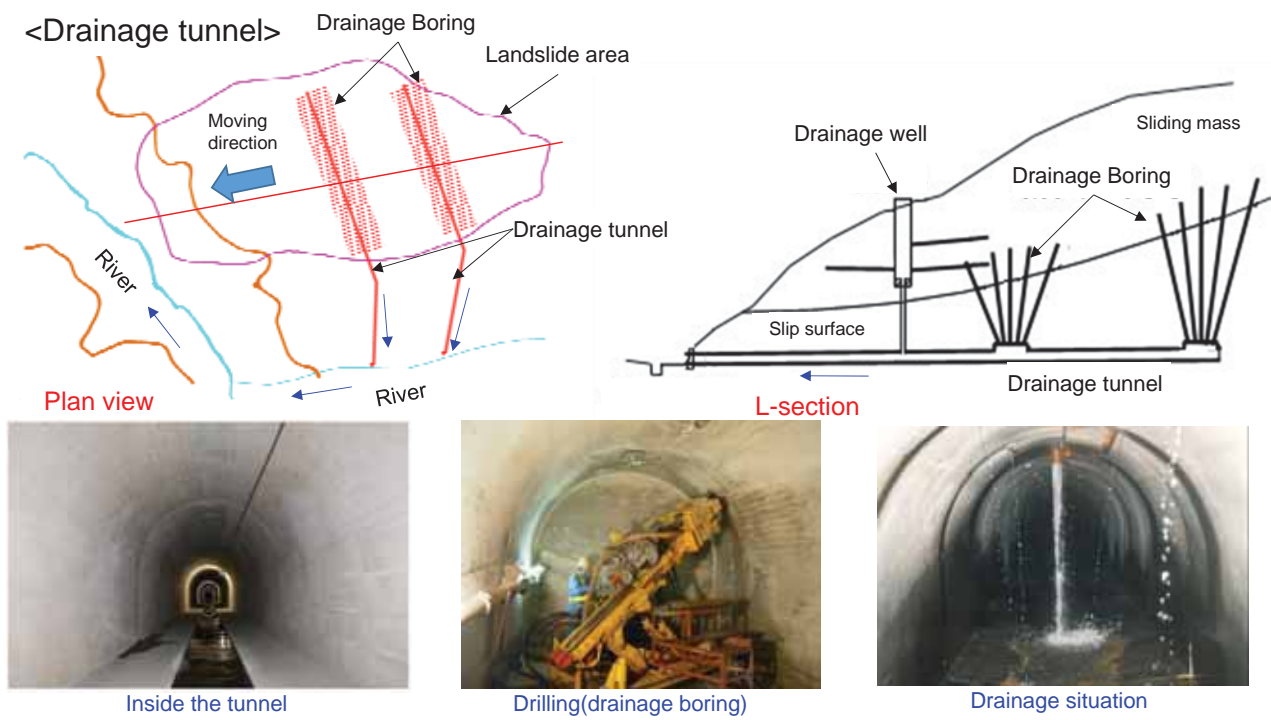 <Drainage tunnel>
Drainage Boring
Landslide area
Moving
direction
Drainage tunnel
River
River
Plan view
Drainage well
Sliding mass
Drainage Boring
Slip surface
Drainage tunnel
L-section
Inside the tunnel
Drilling(drainage boring)
Drainage situation